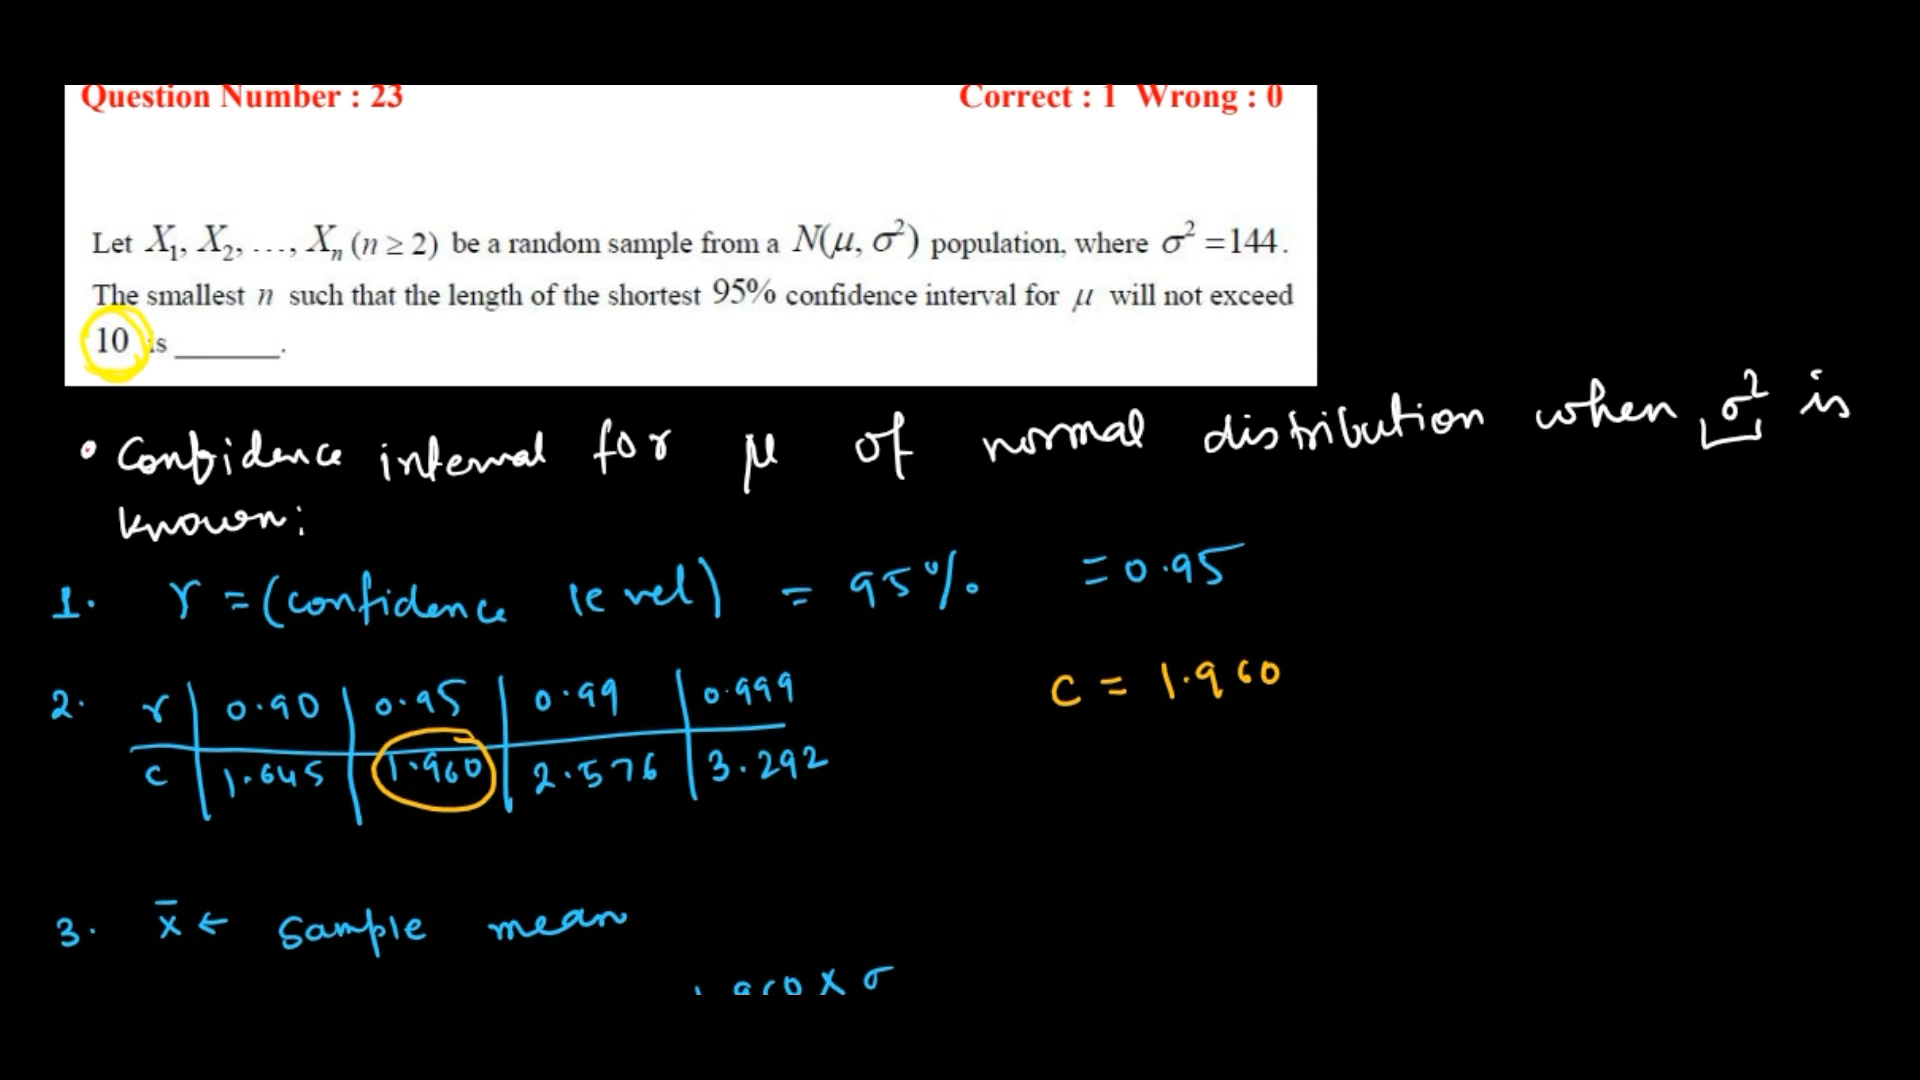 Question Number : 23 Correct : 1 Wrong : 0
Let X₁, X₂, ..., Xₙ (n ≥ 2) be a random sample from a N(μ, σ²) population, where σ² = 144.
The smallest n such that the length of the shortest 95% confidence interval for μ will not exceed
10 is ______.
• Confidence interval for μ of normal distribution when σ² is
known:
1. γ = (confidence level) = 95% = 0.95
2. γ | 0.90 | 0.95 | 0.99 | 0.999
c | 1.645 | 1.960 | 2.576 | 3.292
c = 1.960
3. x̄ ← sample mean
1.960 × σ